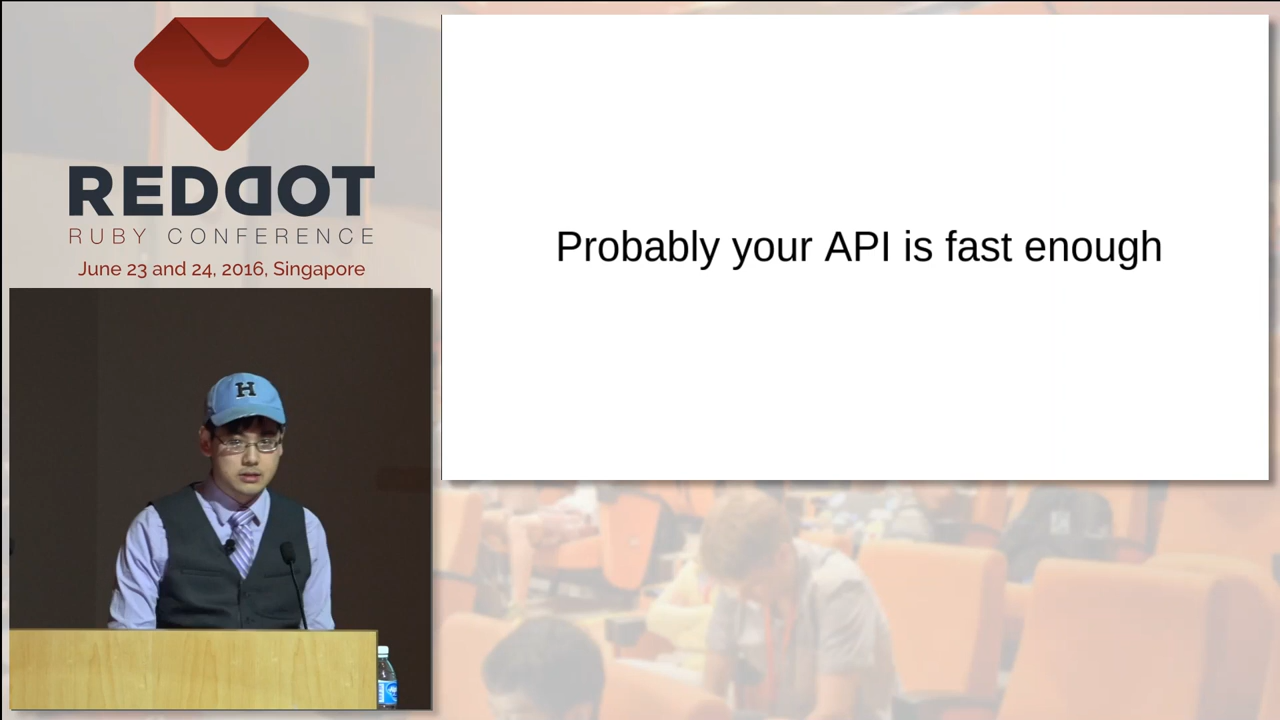 REDDOT
RUBY CONFERENCE
June 23 and 24, 2016, Singapore
Probably your API is fast enough
H